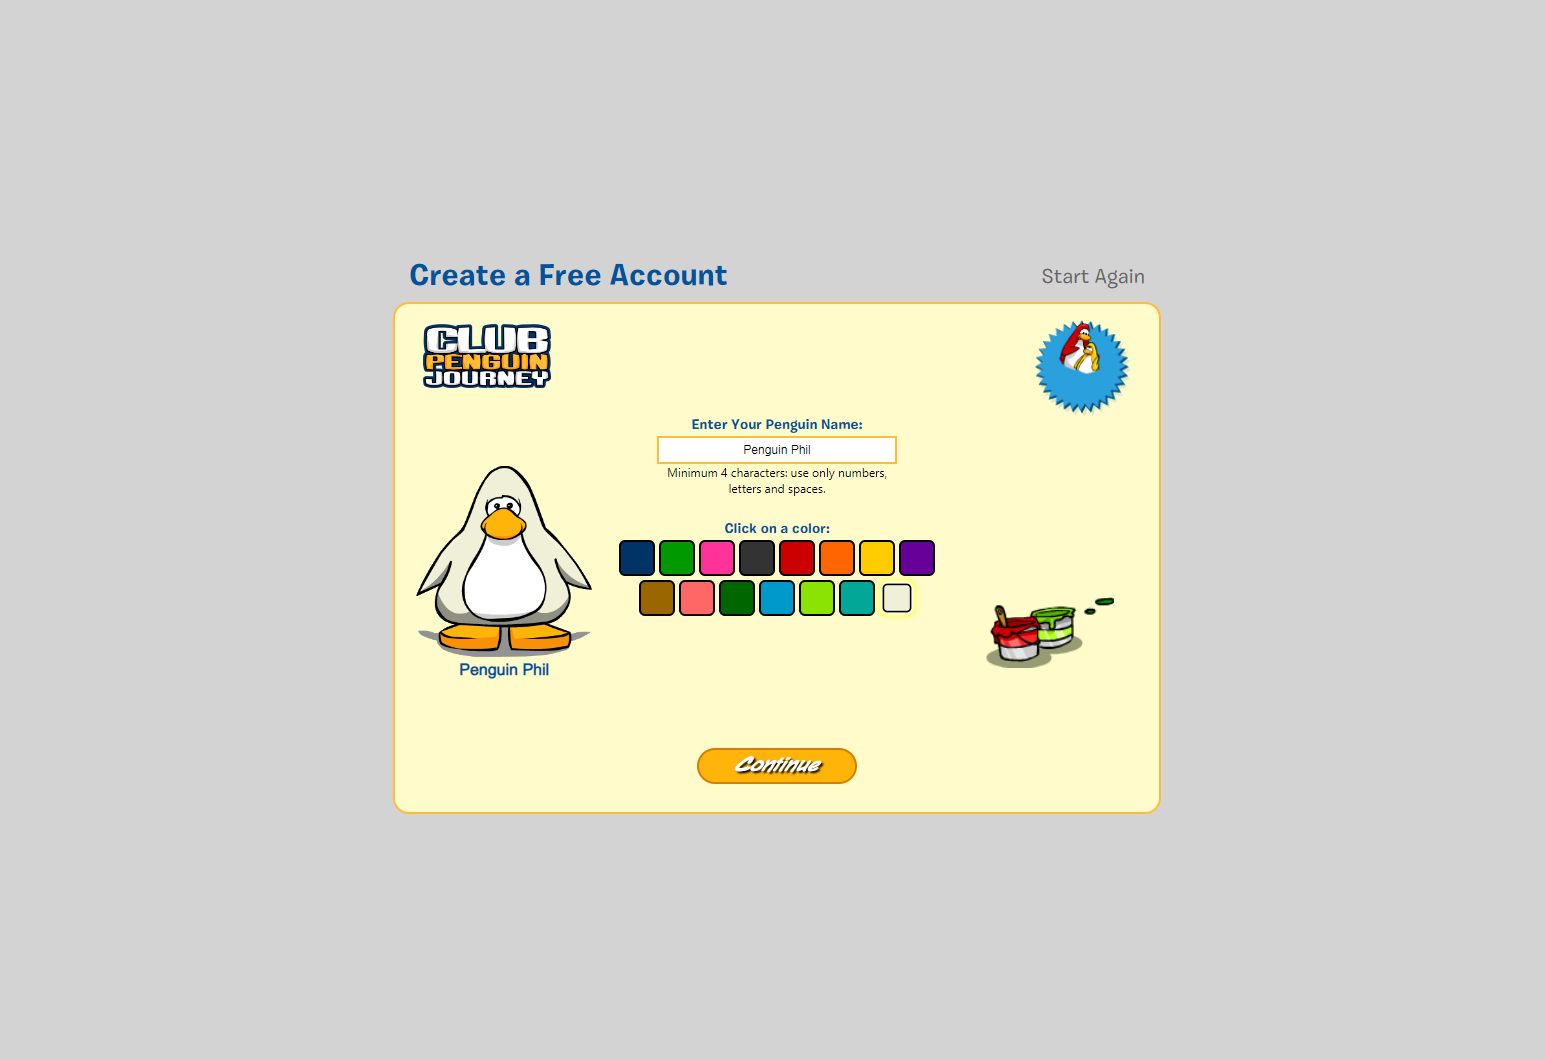 Create a Free Account
Start Again
CLUB
PENGUIN
JOURNEY
Enter Your Penguin Name:
Penguin Phil
Minimum 4 characters: use only numbers,
letters and spaces.
Click on a color:
Penguin Phil
Continue